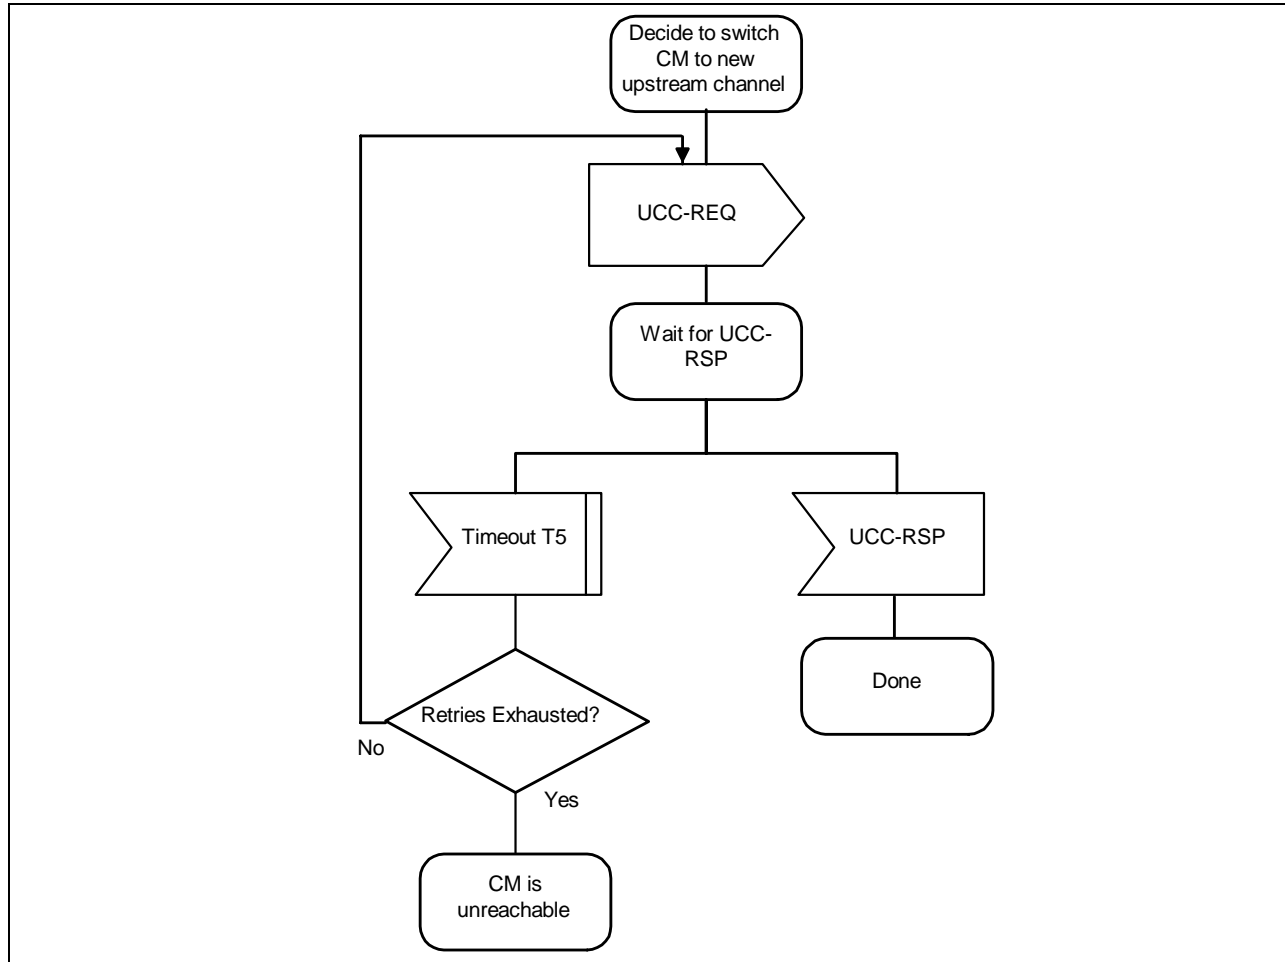 Decide to switch
CM to new
upstream channel
UCC-REQ
Wait for UCC-
RSP
Timeout T5
UCC-RSP
Retries Exhausted?
Done
No
Yes
CM is
unreachable